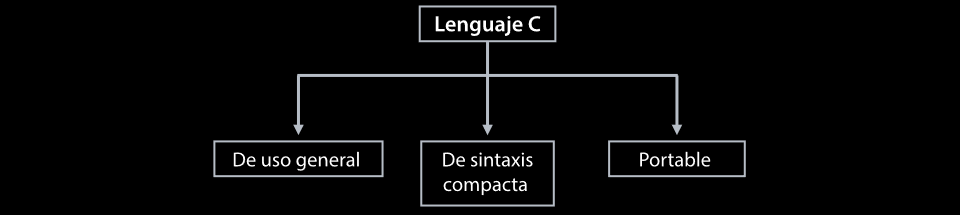 Lenguaje C
De uso general
De sintaxis
compacta
Portable